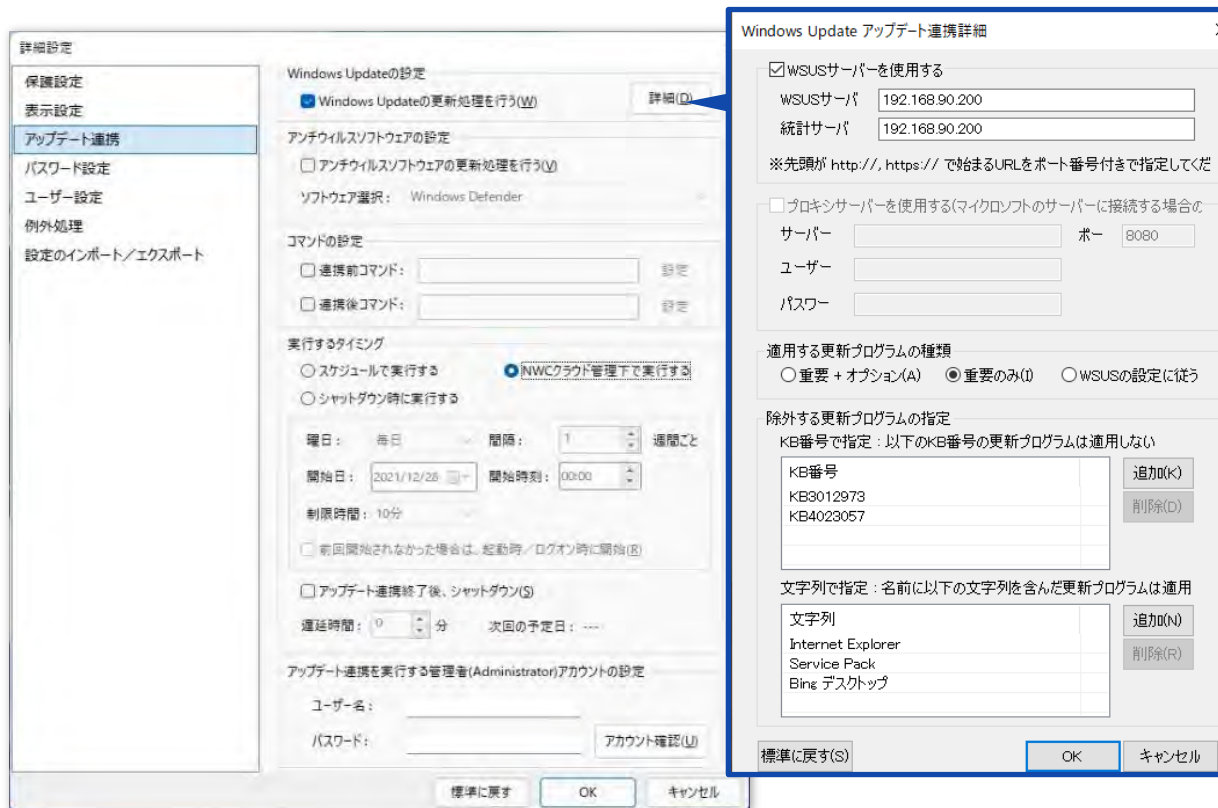 詳細設定
保護設定
表示設定
アップデート連携
パスワード設定
ユーザー設定
例外処理
設定のインポート／エクスポート
Windows Updateの設定
Windows Updateの更新処理を行う(W)
詳細(D)
アンチウィルスソフトウェアの設定
アンチウィルスソフトウェアの更新処理を行う(V)
ソフトウェア選択： Windows Defender
コマンドの設定
連携前コマンド： 設定
連携後コマンド： 設定
実行するタイミング
スケジュールで実行する NWCクラウド管理下で実行する
シャットダウン時に実行する
曜日： 毎日 間隔： 1 週間ごと
開始日： 2021/12/28 開始時刻： 00:00
制限時間： 10分
前回開始されなかった場合は、起動時／ログオン時に開始(R)
アップデート連携終了後、シャットダウン(S)
遅延時間： 0 分 次回の予定日： ---
アップデート連携を実行する管理者(Administrator)アカウントの設定
ユーザー名：
パスワード： アカウント確認(U)
標準に戻す OK キャンセル
Windows Update アップデート連携詳細
WSUSサーバーを使用する
WSUSサーバ 192.168.90.200
統計サーバ 192.168.90.200
※先頭が http://, https:// で始まるURLをポート番号付きで指定してくだ
プロキシサーバーを使用する(マイクロソフトのサーバーに接続する場合の
サーバー ポー 8080
ユーザー
パスワー
適用する更新プログラムの種類
重要 + オプション(A) 重要のみ(I) WSUSの設定に従う
除外する更新プログラムの指定
KB番号で指定：以下のKB番号の更新プログラムは適用しない
KB番号 追加(K)
KB3012973
KB4023057
削除(D)
文字列で指定：名前に以下の文字列を含んだ更新プログラムは適用
文字列 追加(N)
Internet Explorer
Service Pack
Bing デスクトップ
削除(R)
標準に戻す(S) OK キャンセル